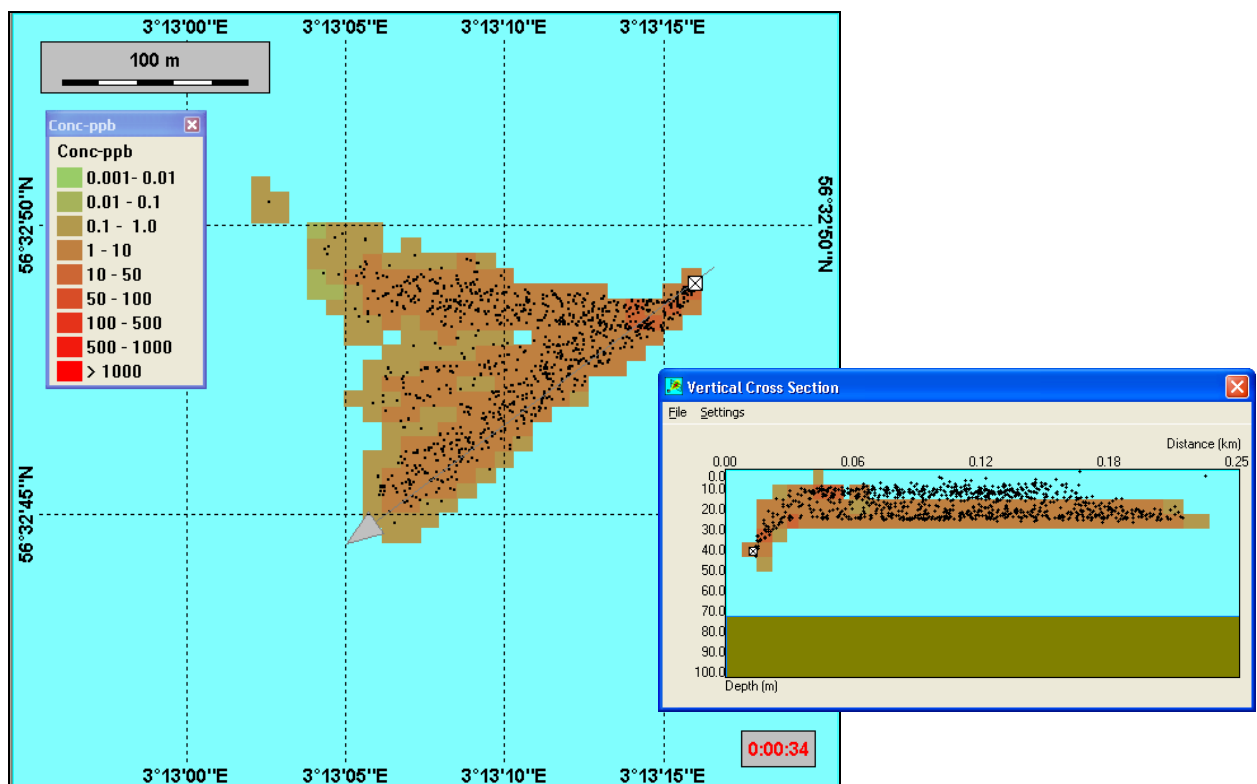 3°13'00"E 3°13'05"E 3°13'10"E 3°13'15"E
100 m
Conc-ppb
Conc-ppb
0.001- 0.01
0.01 - 0.1
0.1 - 1.0
1 - 10
10 - 50
50 - 100
100 - 500
500 - 1000
> 1000
56°32'50"N
56°32'50"N
56°32'45"N
Vertical Cross Section
File Settings
Distance (km)
0.00 0.06 0.12 0.18 0.25
0.0
10.0
20.0
30.0
40.0
50.0
60.0
70.0
80.0
90.0
100.0
Depth (m)
0:00:34
3°13'00"E 3°13'05"E 3°13'10"E 3°13'15"E